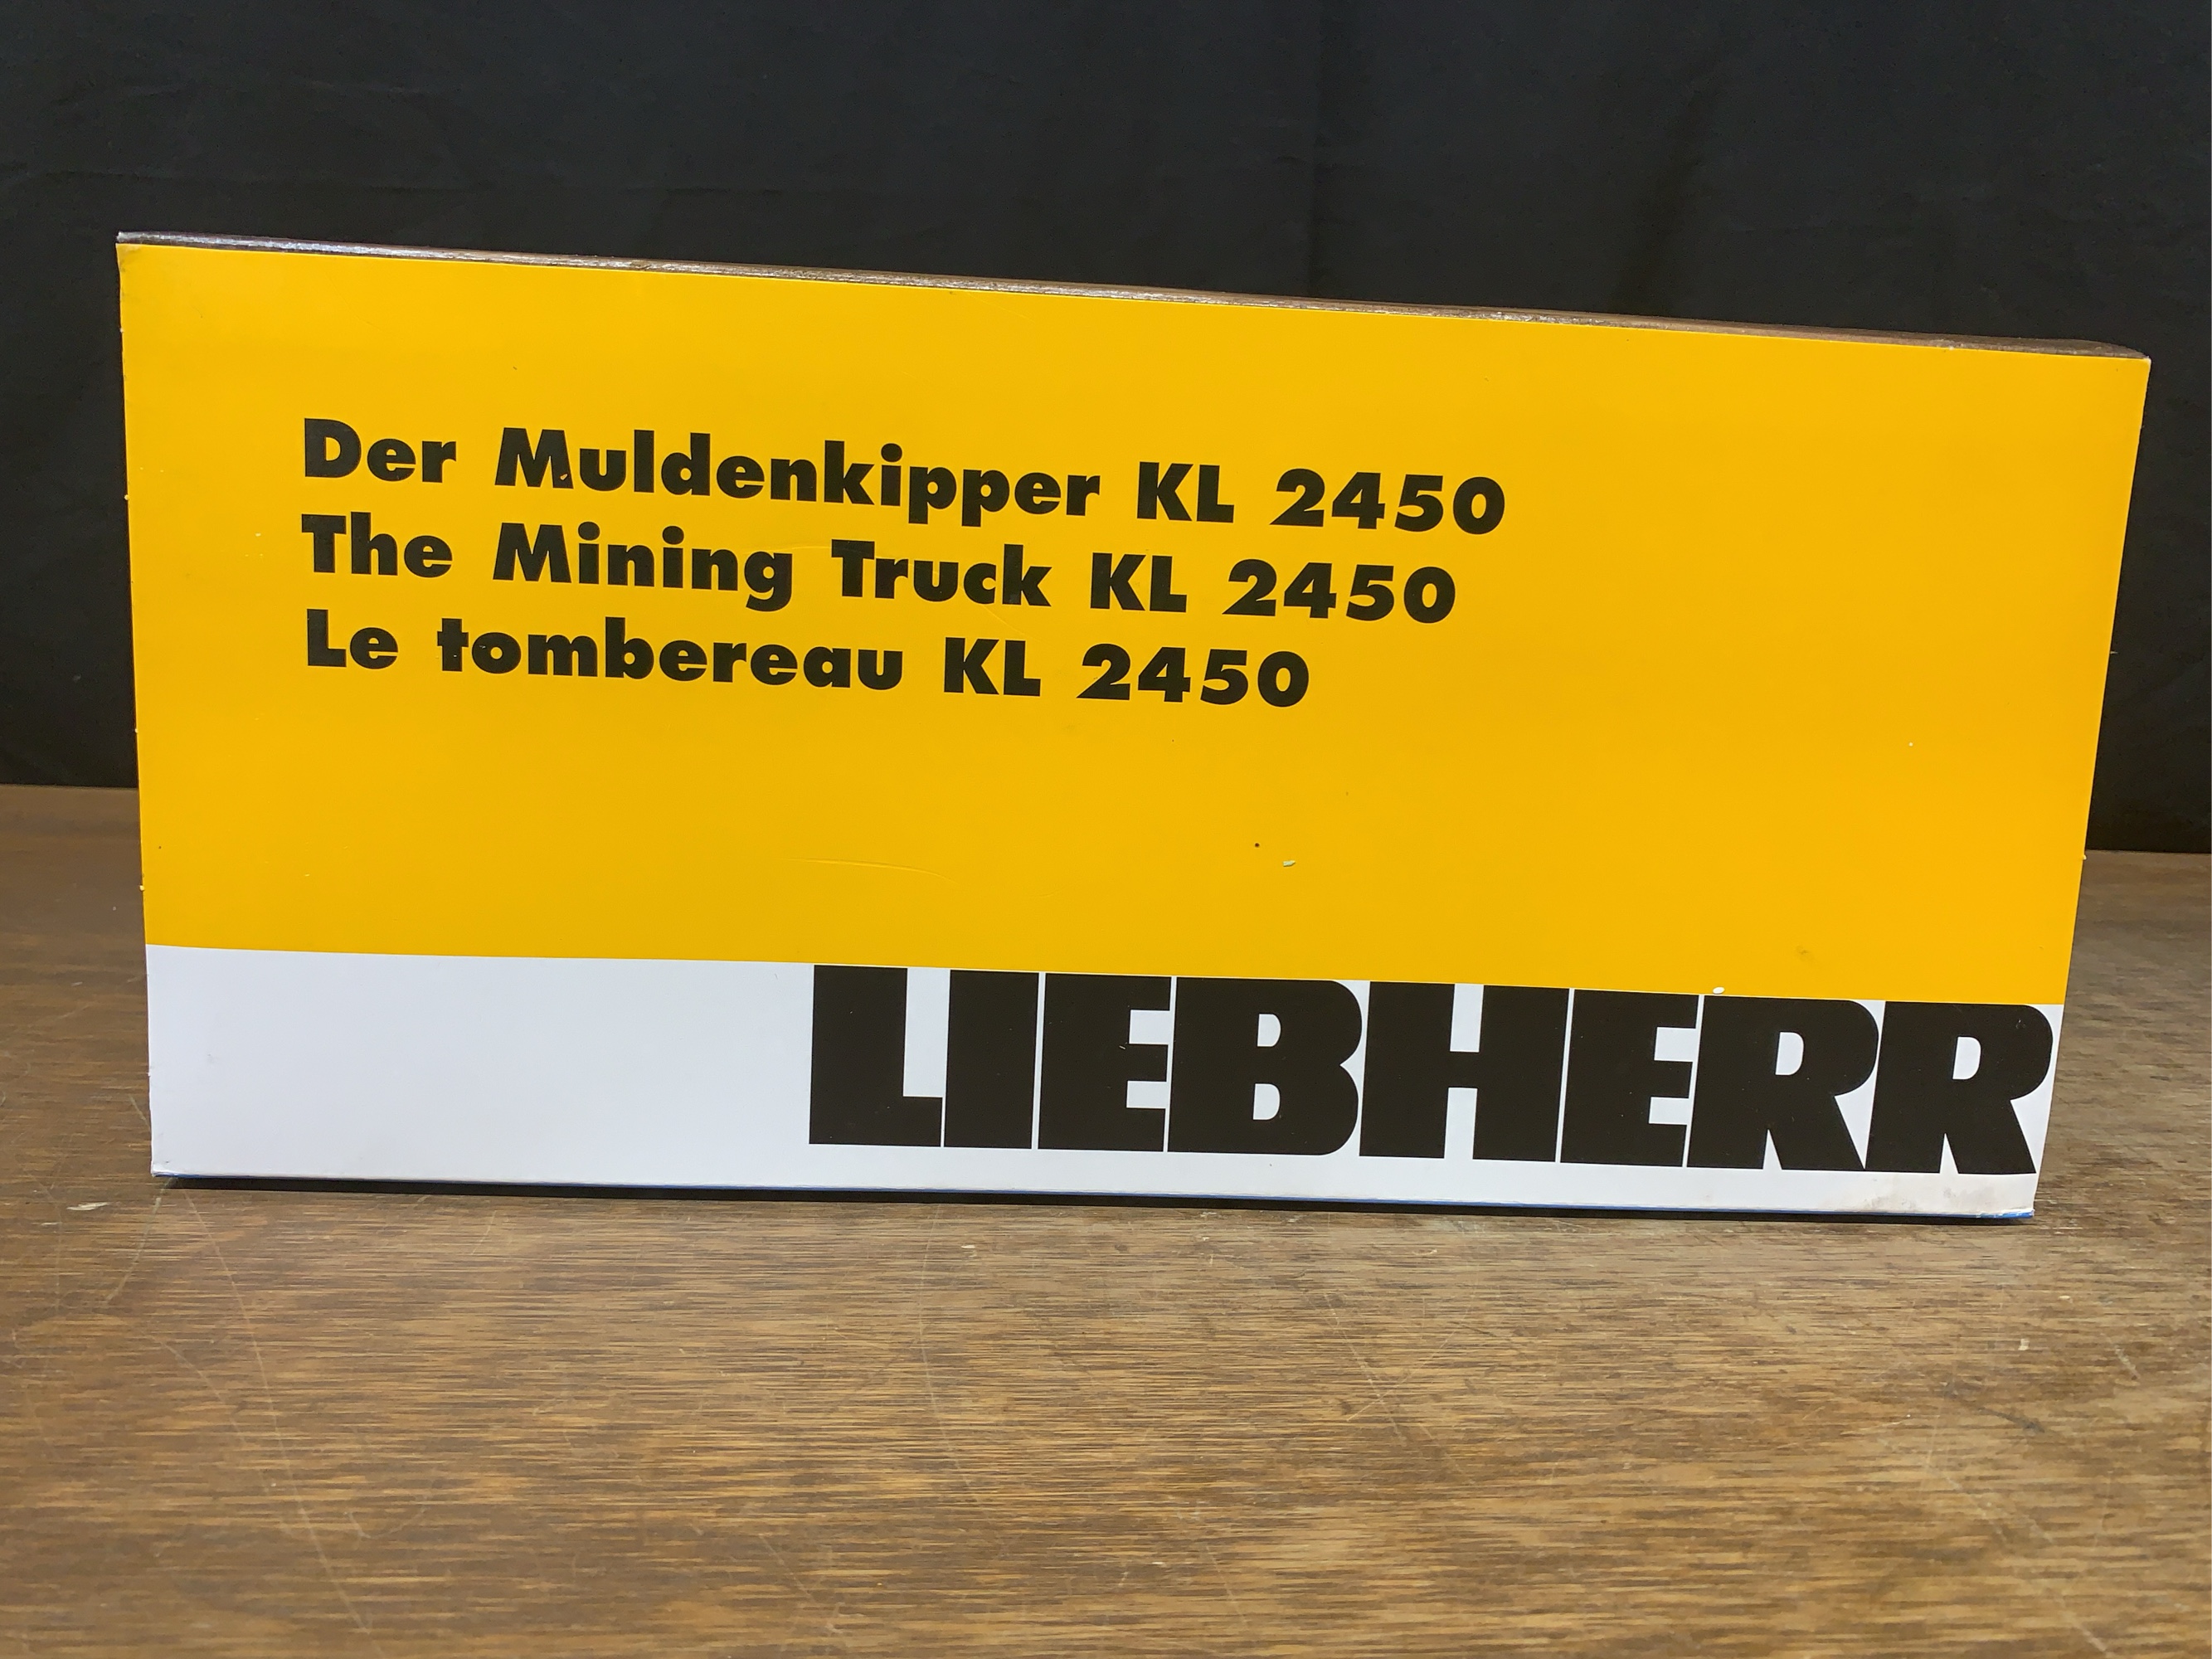 Der Muldenkipper KL 2450
The Mining Truck KL 2450
Le tombereau KL 2450
LIEBHERR